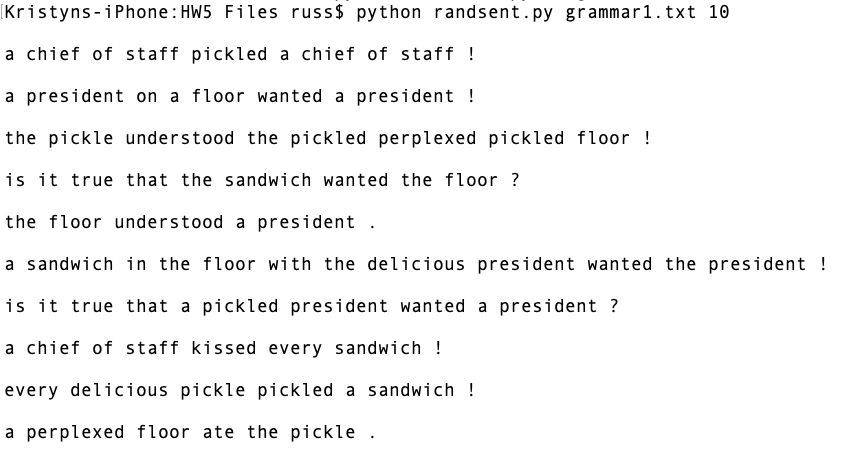 Kristyns-iPhone:HW5 Files russ$ python randsent.py grammar1.txt 10
a chief of staff pickled a chief of staff !
a president on a floor wanted a president !
the pickle understood the pickled perplexed pickled floor !
is it true that the sandwich wanted the floor ?
the floor understood a president .
a sandwich in the floor with the delicious president wanted the president !
is it true that a pickled president wanted a president ?
a chief of staff kissed every sandwich !
every delicious pickle pickled a sandwich !
a perplexed floor ate the pickle .